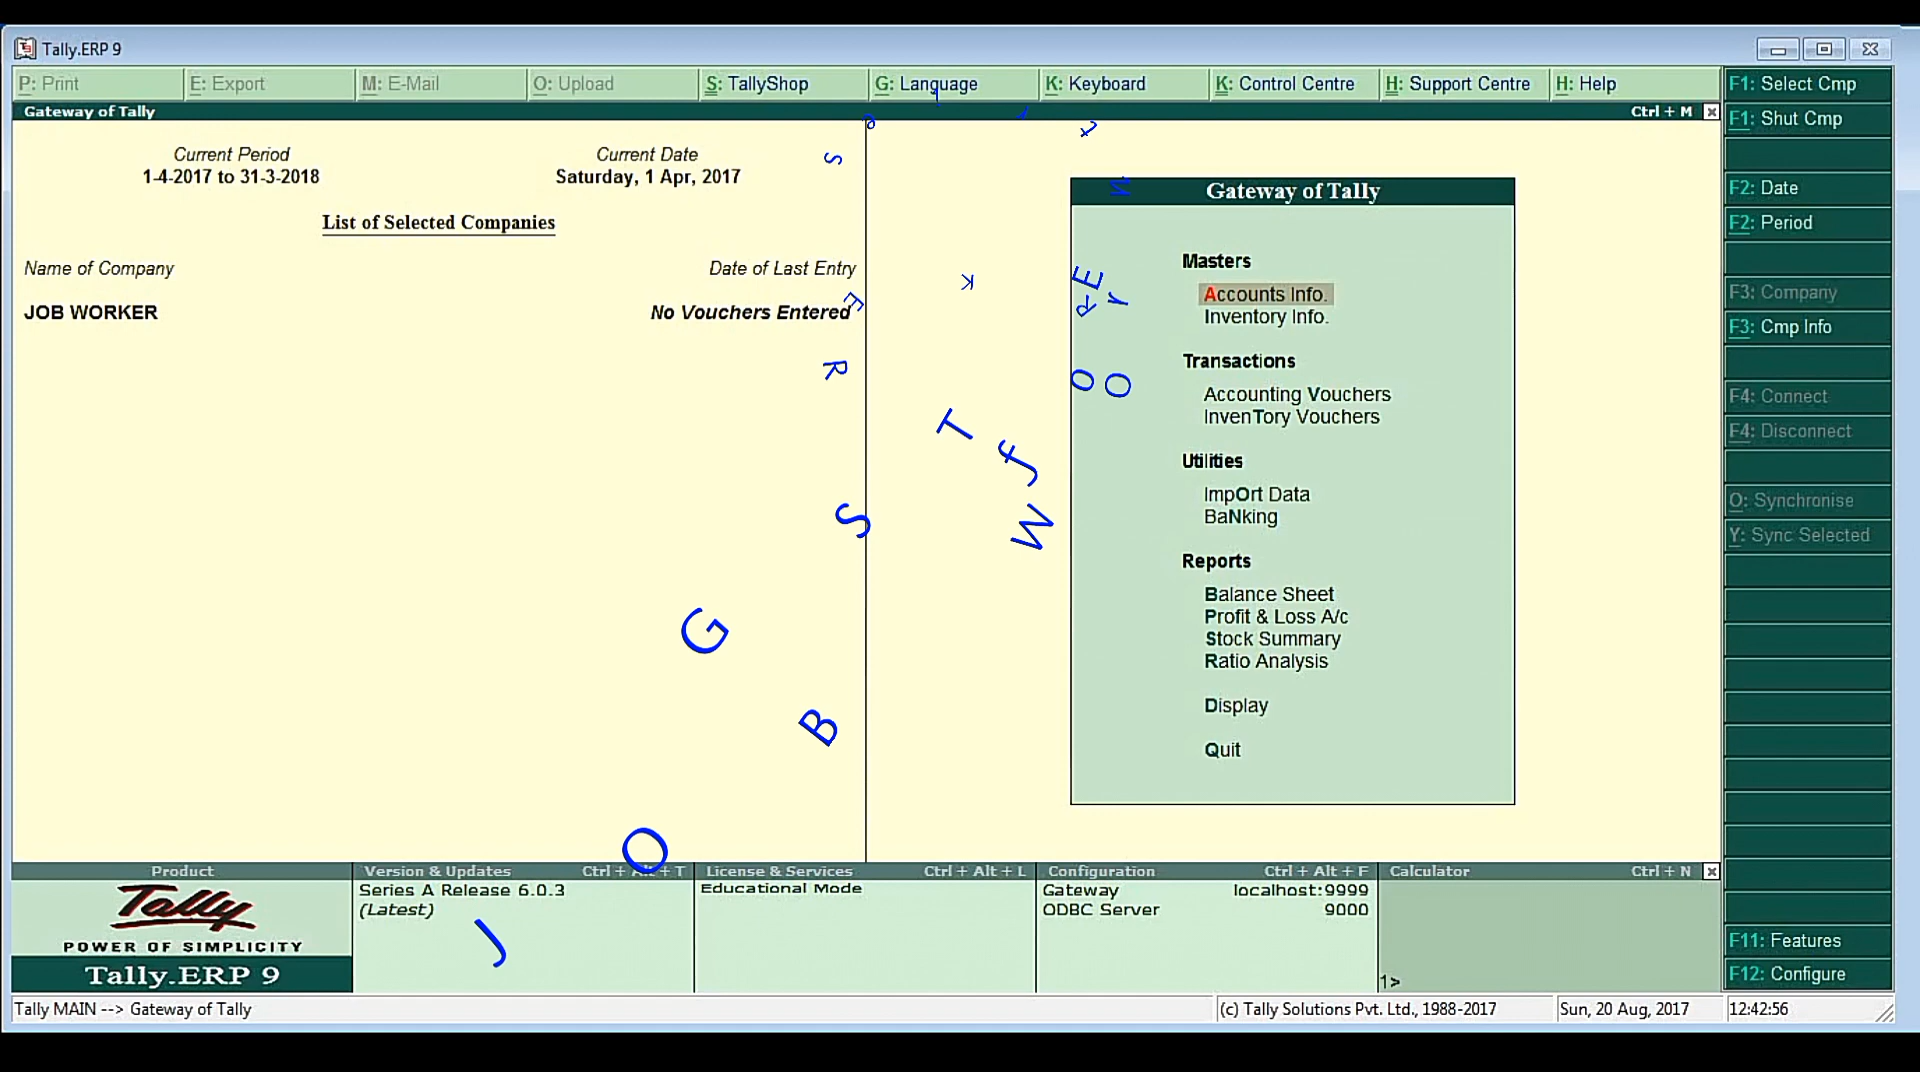 Tally.ERP 9
P: Print E: Export M: E-Mail O: Upload S: TallyShop G: Language K: Keyboard K: Control Centre H: Support Centre H: Help
Gateway of Tally Ctrl + M
Current Period Current Date
1-4-2017 to 31-3-2018 Saturday, 1 Apr, 2017
List of Selected Companies
Name of Company Date of Last Entry
JOB WORKER No Vouchers Entered
Gateway of Tally
Masters
Accounts Info.
Inventory Info.
Transactions
Accounting Vouchers
InvenTory Vouchers
Utilities
ImpOrt Data
BaNking
Reports
Balance Sheet
Profit & Loss A/c
Stock Summary
Ratio Analysis
Display
Quit
F1: Select Cmp
F1: Shut Cmp
F2: Date
F2: Period
F3: Company
F3: Cmp Info
F4: Connect
F4: Disconnect
O: Synchronise
Y: Sync Selected
F11: Features
F12: Configure
Product
Tally
POWER OF SIMPLICITY
Tally.ERP 9
Version & Updates Ctrl + Alt + T
Series A Release 6.0.3
(Latest)
License & Services Ctrl + Alt + L
Educational Mode
Configuration Ctrl + Alt + F
Gateway localhost:9999
ODBC Server 9000
Calculator Ctrl + N
1>
Tally MAIN --> Gateway of Tally (c) Tally Solutions Pvt. Ltd., 1988-2017 Sun, 20 Aug, 2017 12:42:56